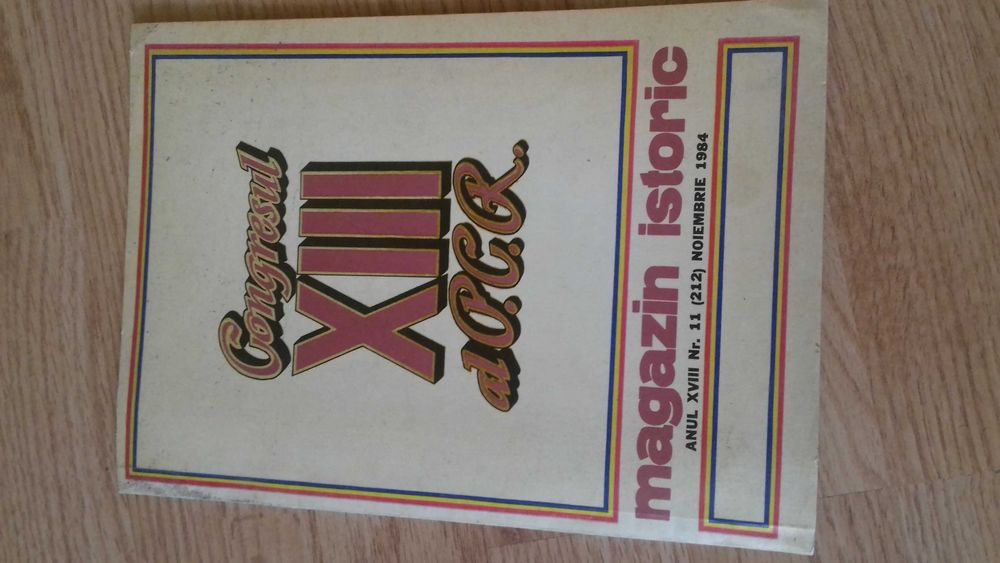 Congresul
XIII
al P.C.R.
magazin istoric
ANUL XVIII Nr. 11 (212) NOIEMBRIE 1984